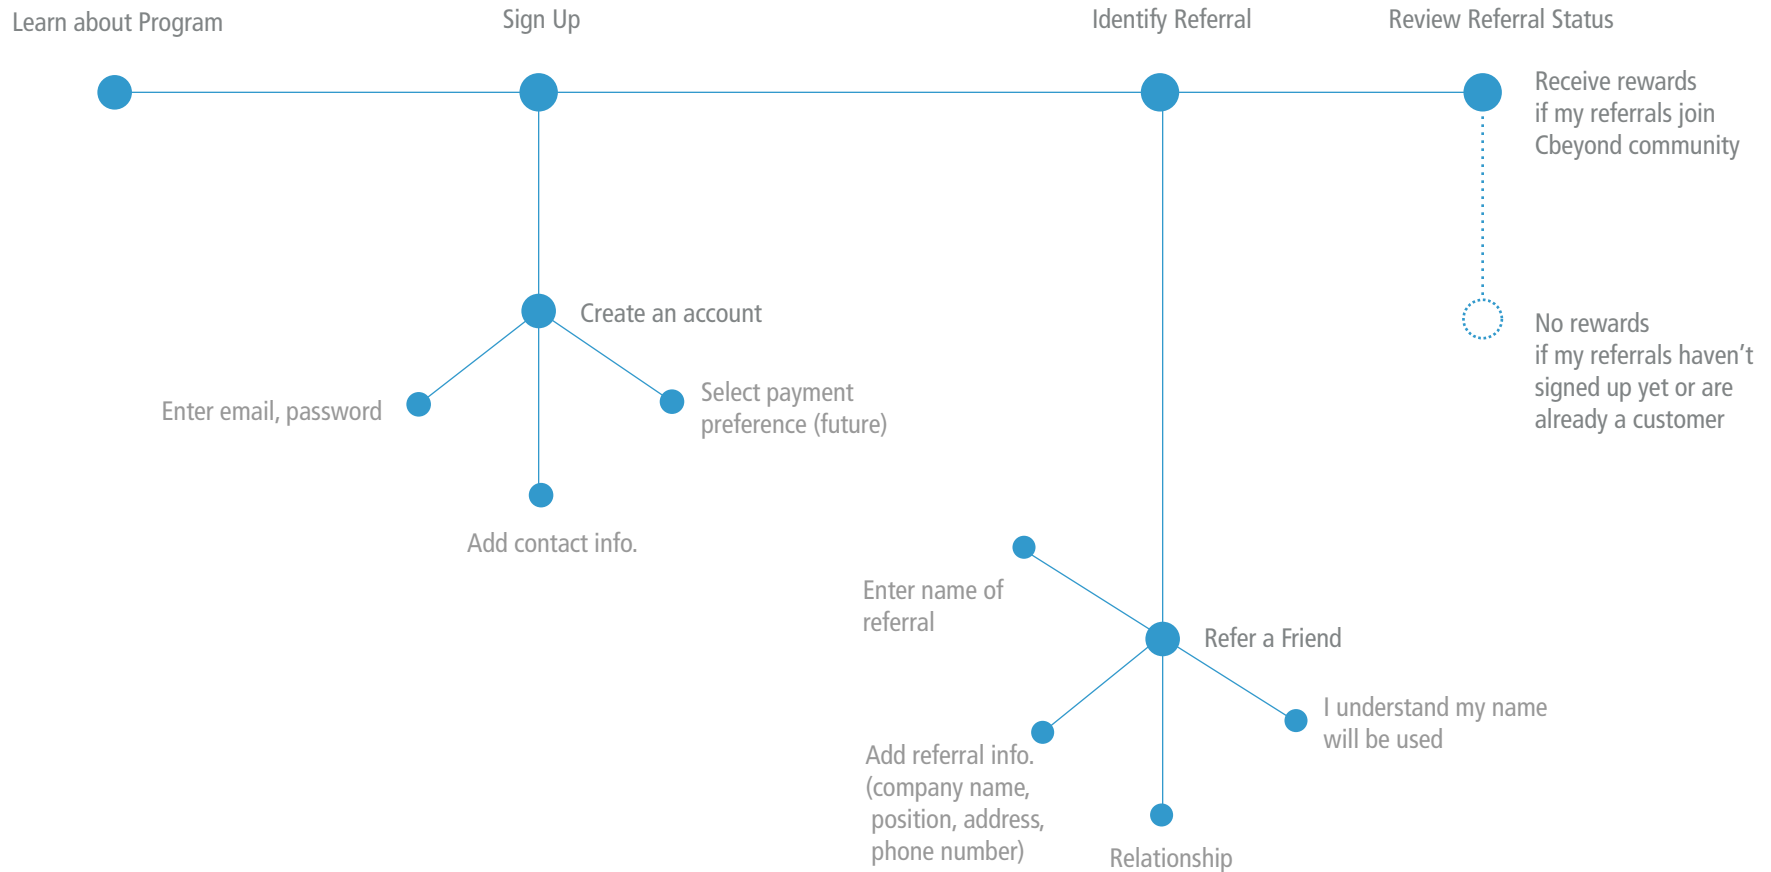 Learn about Program
Sign Up
Identify Referral
Review Referral Status
Receive rewards
if my referrals join
Cbeyond community
Create an account
No rewards
if my referrals haven’t
signed up yet or are
already a customer
Enter email, password
Select payment
preference (future)
Add contact info.
Enter name of
referral
Refer a Friend
I understand my name
will be used
Add referral info.
(company name,
position, address,
phone number)
Relationship